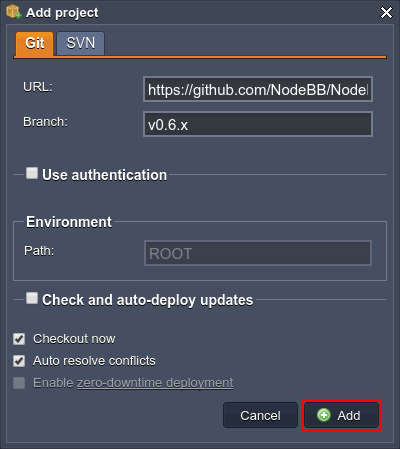 Add project
Git SVN
URL: https://github.com/NodeBB/Node
Branch: v0.6.x
Use authentication
Environment
Path: ROOT
Check and auto-deploy updates
Checkout now
Auto resolve conflicts
Enable zero-downtime deployment
Cancel Add